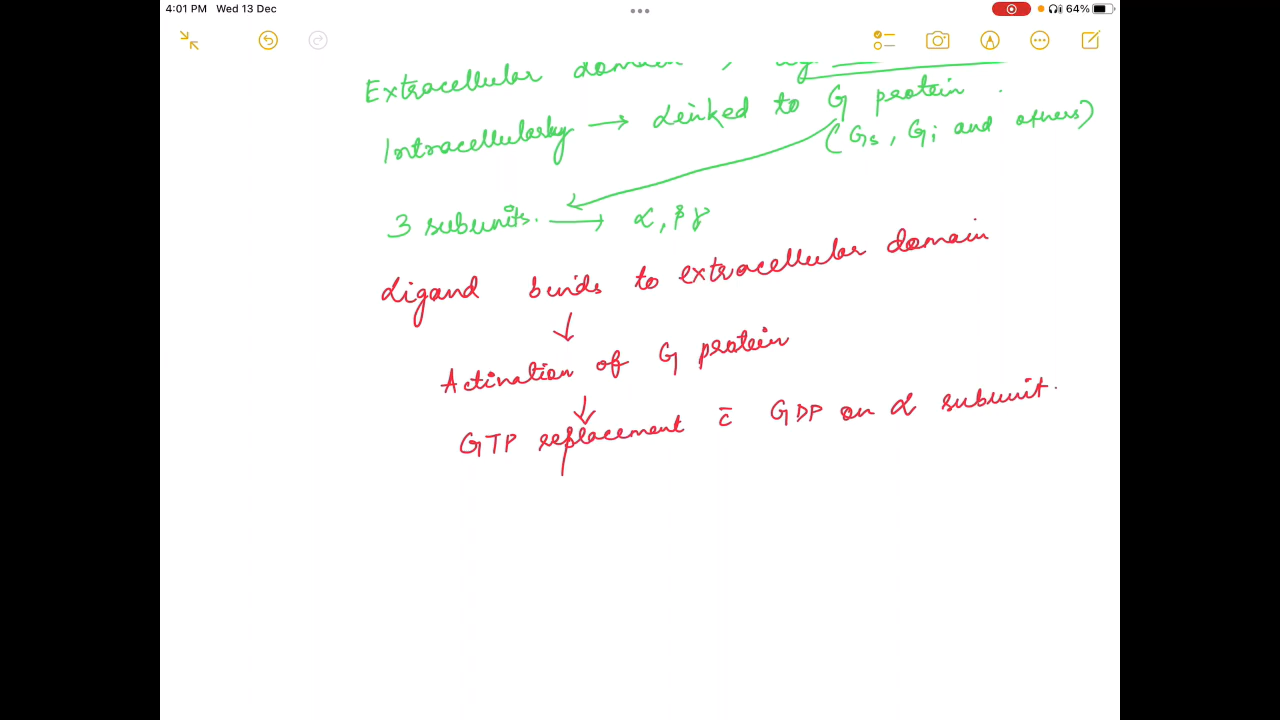 4:01 PM Wed 13 Dec
64%
Extracellular domain,
Intracellularly → Linked to G protein.
(Gs, Gi and others)
3 subunits. → α, β γ
Ligand binds to extracellular domain
↓
Activation of G protein
↓
GTP replacement c̄ GDP on α subunit.